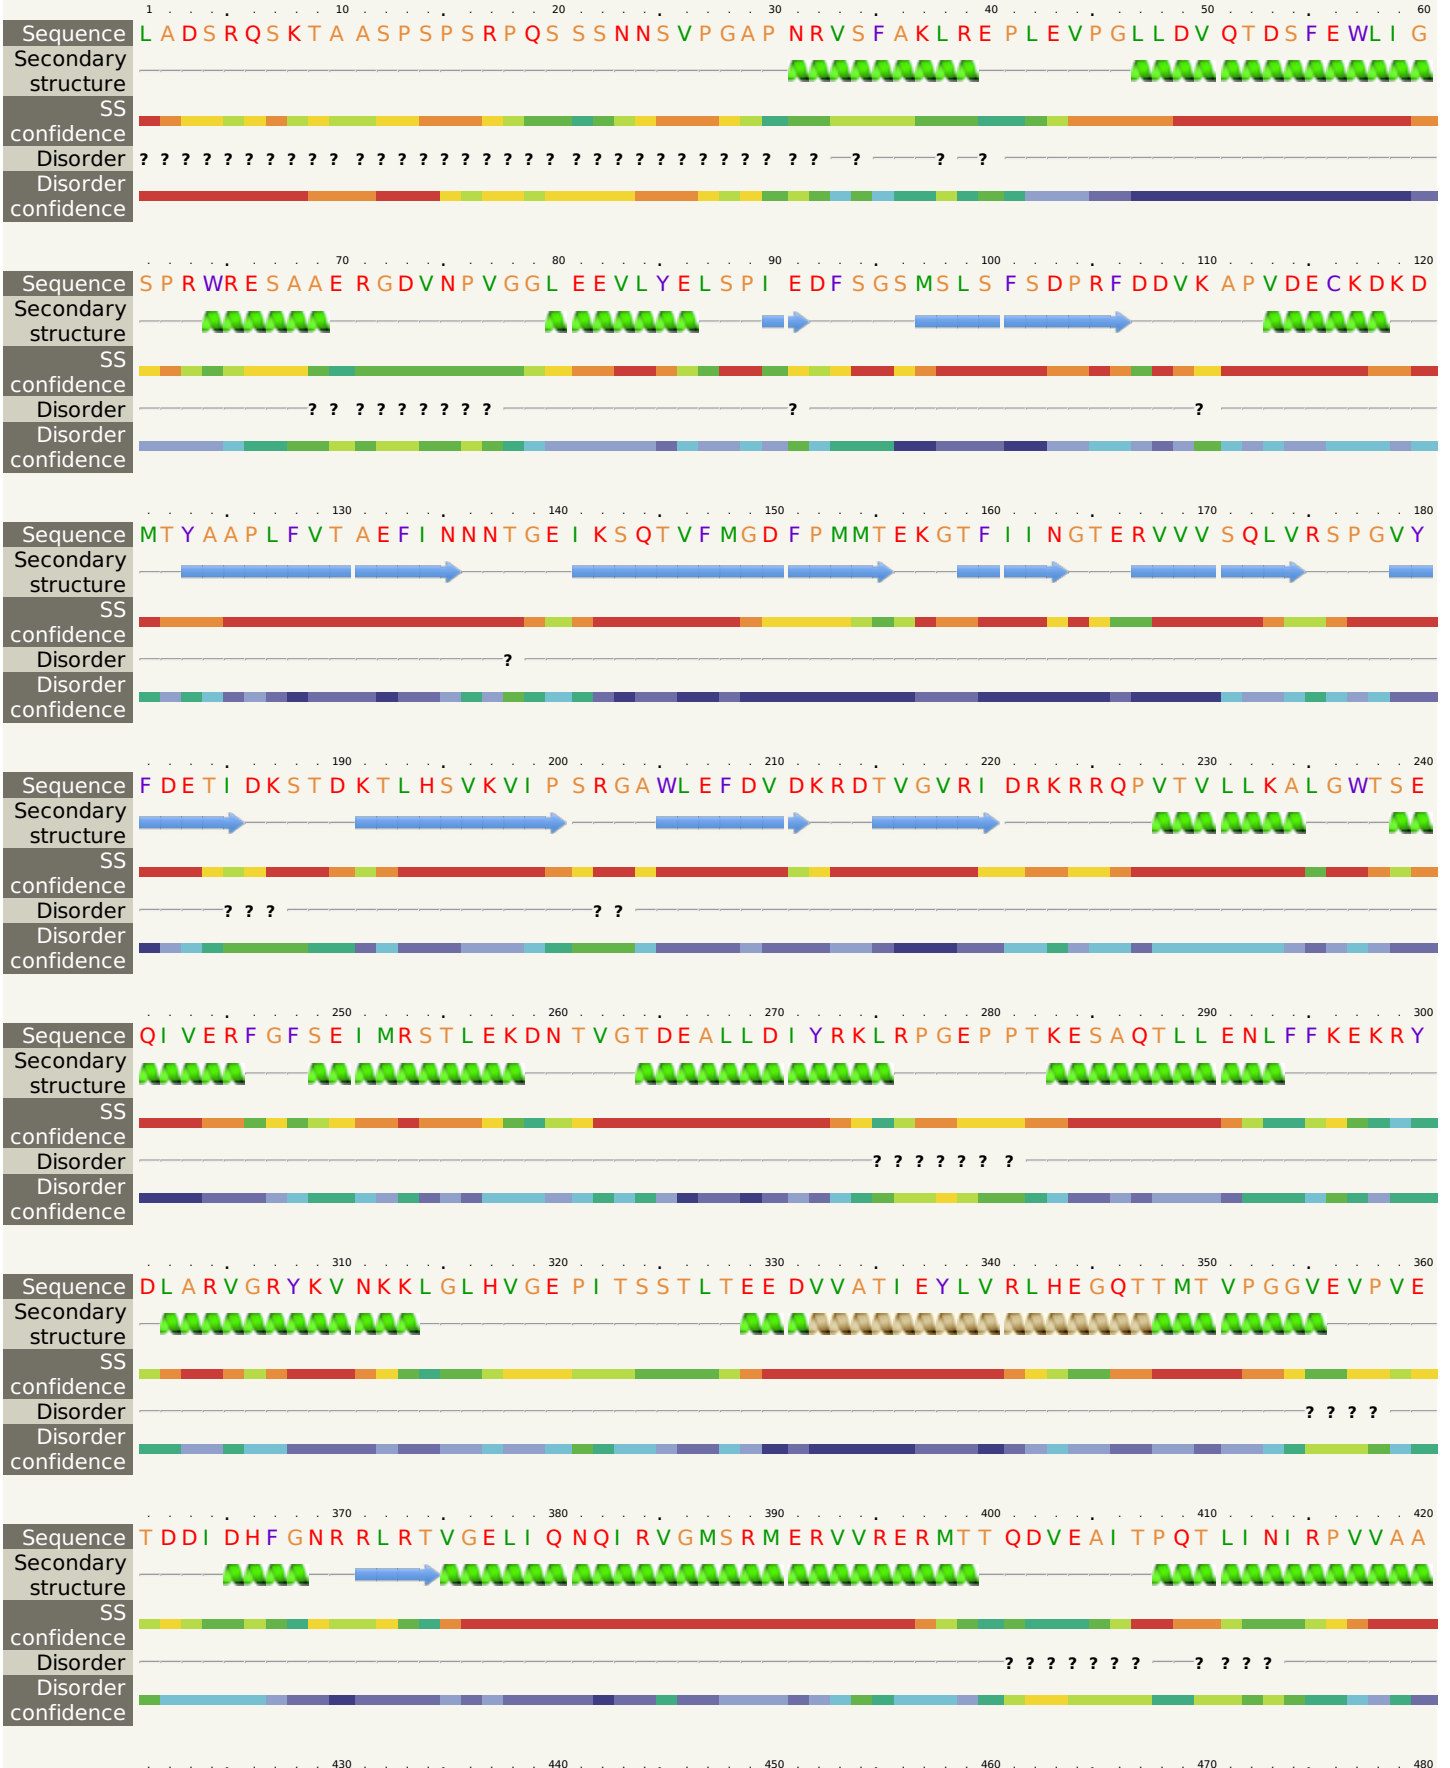 1 . 10 . 20 . 30 . 40 . 50 . 60
Sequence L A D S R Q S K T A A S P S P S R P Q S S S N N S V P G A P N R V S F A K L R E P L E V P G L L D V Q T D S F E W L I G
Secondary
structure
SS
confidence
Disorder ? ? ? ? ? ? ? ? ? ? ? ? ? ? ? ? ? ? ? ? ? ? ? ? ? ? ? ? ? ? ? ? ? ? ?
Disorder
confidence
70 80 90 100 110 120
Sequence S P R W R E S A A E R G D V N P V G G L E E V L Y E L S P I E D F S G S M S L S F S D P R F D D V K A P V D E C K D K D
Secondary
structure
SS
confidence
Disorder ? ? ? ? ? ? ? ? ? ? ?
Disorder
confidence
130 140 150 160 170 180
Sequence M T Y A A P L F V T A E F I N N N T G E I K S Q T V F M G D F P M M T E K G T F I I N G T E R V V V S Q L V R S P G V Y
Secondary
structure
SS
confidence
Disorder ?
Disorder
confidence
190 200 210 220 230 240
Sequence F D E T I D K S T D K T L H S V K V I P S R G A W L E F D V D K R D T V G V R I D R K R R Q P V T V L L K A L G W T S E
Secondary
structure
SS
confidence
Disorder ? ? ? ? ?
Disorder
confidence
250 260 270 280 290 300
Sequence Q I V E R F G F S E I M R S T L E K D N T V G T D E A L L D I Y R K L R P G E P P T K E S A Q T L L E N L F F K E K R Y
Secondary
structure
SS
confidence
Disorder ? ? ? ? ? ? ?
Disorder
confidence
310 320 330 340 350 360
Sequence D L A R V G R Y K V N K K L G L H V G E P I T S S T L T E E D V V A T I E Y L V R L H E G Q T T M T V P G G V E V P V E
Secondary
structure
SS
confidence
Disorder ? ? ? ?
Disorder
confidence
370 380 390 400 410 420
Sequence T D D I D H F G N R R L R T V G E L I Q N Q I R V G M S R M E R V V R E R M T T Q D V E A I T P Q T L I N I R P V V A A
Secondary
structure
SS
confidence
Disorder ? ? ? ? ? ? ? ? ? ? ?
Disorder
confidence
430 440 450 460 470 480